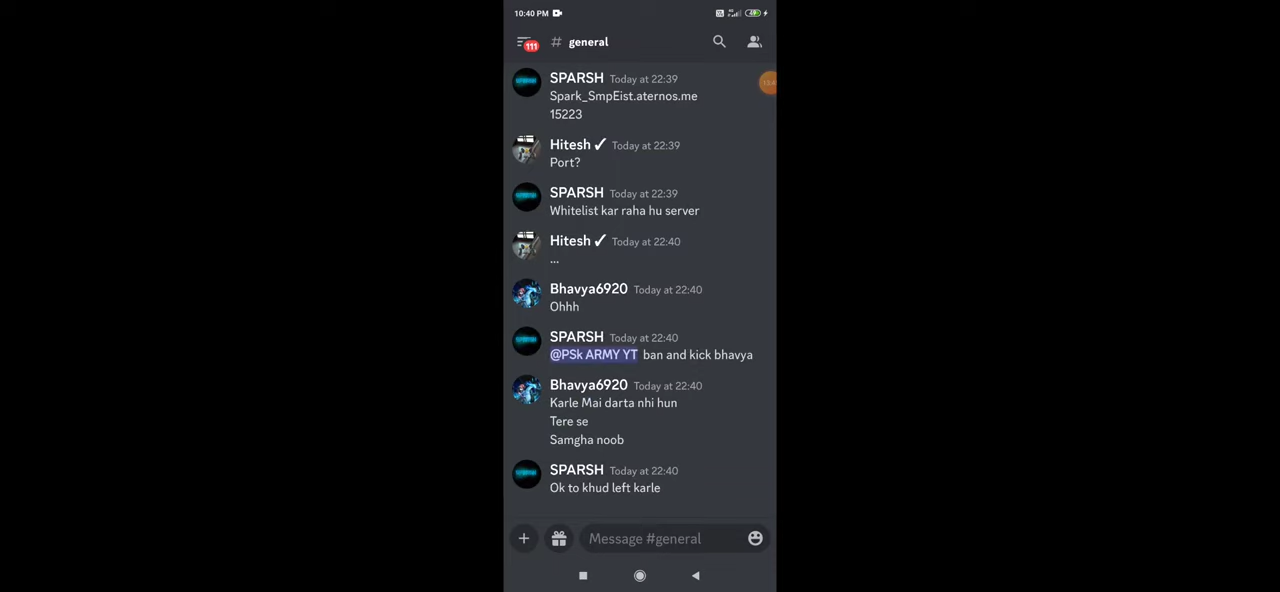 10:40 PM
111
# general
SPARSH Today at 22:39
Spark_SmpEist.aternos.me
15223
Hitesh ✓ Today at 22:39
Port?
SPARSH Today at 22:39
Whitelist kar raha hu server
Hitesh ✓ Today at 22:40
...
Bhavya6920 Today at 22:40
Ohhh
SPARSH Today at 22:40
@PSk ARMY YT ban and kick bhavya
Bhavya6920 Today at 22:40
Karle Mai darta nhi hun
Tere se
Samgha noob
SPARSH Today at 22:40
Ok to khud left karle
Message #general